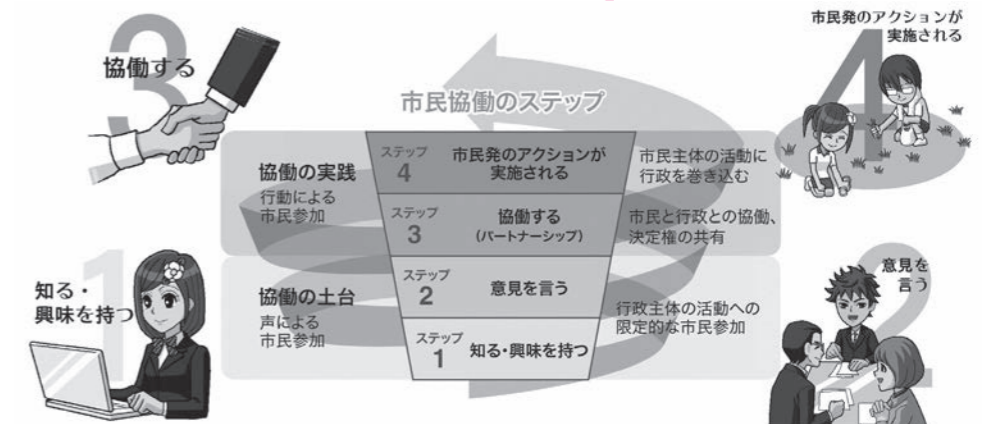 3
協働する
市民発のアクションが
実施される
4
市民協働のステップ
協働の実践
行動による
市民参加
ステップ
4
市民発のアクションが
実施される
市民主体の活動に
行政を巻き込む
ステップ
3
協働する
(パートナーシップ)
市民と行政との協働、
決定権の共有
協働の土台
声による
市民参加
ステップ
2
意見を言う
行政主体の活動への
限定的な市民参加
ステップ
1
知る・興味を持つ
1
知る・
興味を持つ
2
意見を
言う